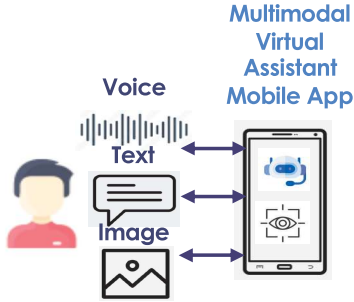 Multimodal
Virtual
Assistant
Mobile App
Voice
Text
Image